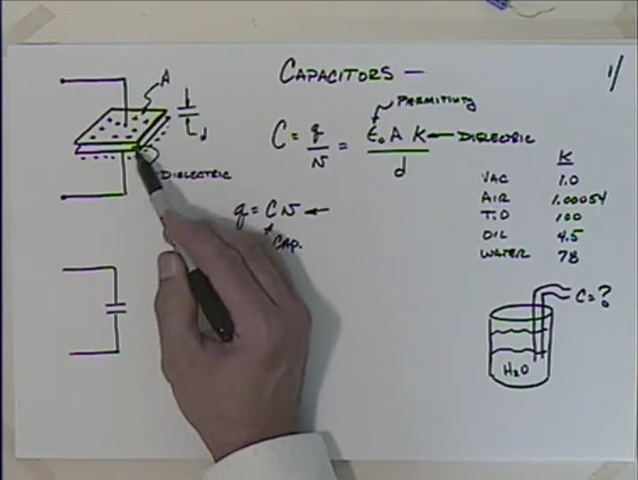 CAPACITORS —
1/
A
d
DIELECTRIC
PERMITIVITY
C = q/v = ε₀ A K / d
DIELECTRIC
q = C v
CAP.
K
VAC 1.0
AIR 1.00054
T.O 100
OIL 4.5
WATER 78
C = ?
H2O